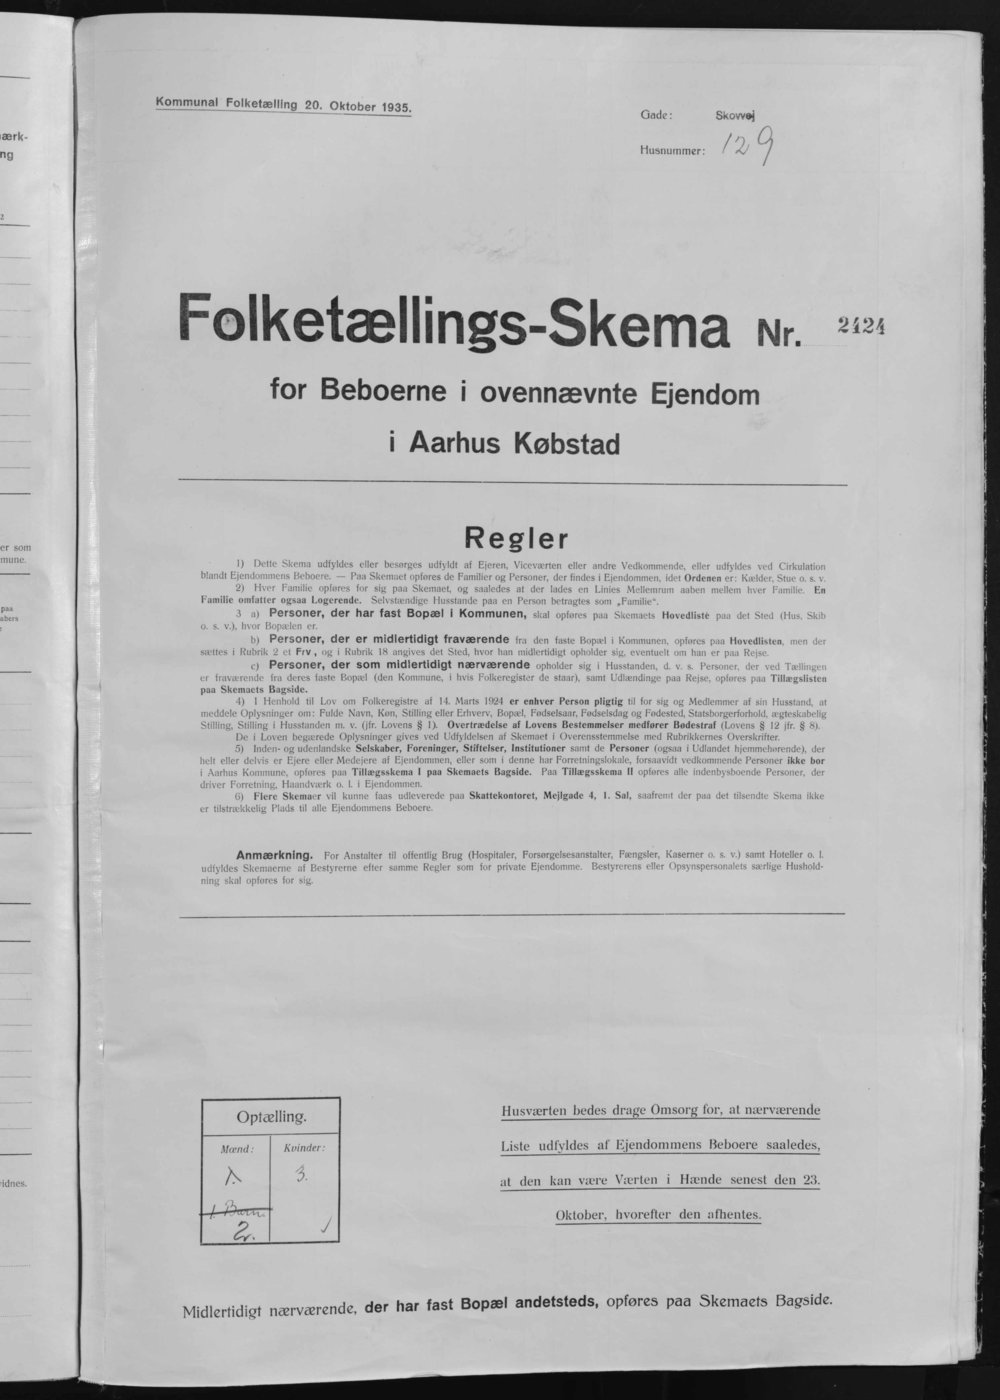 Kommunal Folketælling 20. Oktober 1935.
Gade: Skovvej
Husnummer: 129
Folketællings-Skema Nr. 2424
for Beboerne i ovennævnte Ejendom
i Aarhus Købstad
Regler
1) Dette Skema udfyldes eller besørges udfyldt af Ejeren, Viceværten eller andre Vedkommende, eller udfyldes ved Cirkulation
blandt Ejendommens Beboere. — Paa Skemaet opføres de Familier og Personer, der findes i Ejendommen, idet Ordenen er: Kælder, Stue o. s. v.
2) Hver Familie opføres for sig paa Skemaet, og saaledes at der lades en Linies Mellemrum aaben mellem hver Familie. En
Familie omfatter ogsaa Logerende. Selvstændige Husstande paa en Person betragtes som „Familie“.
3 a) Personer, der har fast Bopæl i Kommunen, skal opføres paa Skemaets Hovedliste paa det Sted (Hus, Skib
o. s. v.), hvor Bopælen er.
b) Personer, der er midlertidigt fraværende fra den faste Bopæl i Kommunen, opføres paa Hovedlisten, men der
sættes i Rubrik 2 et Frv., og i Rubrik 18 angives det Sted, hvor han midlertidigt opholder sig, eventuelt om han er paa Rejse.
c) Personer, der som midlertidigt nærværende opholder sig i Husstanden, d. v. s. Personer, der ved Tællingen
er fraværende fra deres faste Bopæl (den Kommune, i hvis Folkeregister de staar), samt Udlændinge paa Rejse, opføres paa Tillægslisten
paa Skemaets Bagside.
4) I Henhold til Lov om Folkeregistre af 14. Marts 1924 er enhver Person pligtig til for sig og Medlemmer af sin Husstand, at
meddele Oplysninger om: Fulde Navn, Køn, Stilling eller Erhverv, Bopæl, Fødselsaar, Fødselsdag og Fødested, Statsborgerforhold, ægteskabelig
Stilling, Stilling i Husstanden m. v. (jfr. Lovens § 1). Overtrædelse af Lovens Bestemmelser medfører Bødestraf (Lovens § 12 jfr. § 8).
De i Loven begærede Oplysninger gives ved Udfyldelsen af Skemaet i Overensstemmelse med Rubrikkernes Overskrifter.
5) Inden- og udenlandske Selskaber, Foreninger, Stiftelser, Institutioner samt de Personer (ogsaa i Udlandet hjemmehørende), der
helt eller delvis er Ejere eller Medejere af Ejendommen, eller som i denne har Forretningslokale, forsaavidt vedkommende Personer ikke bor
i Aarhus Kommune, opføres paa Tillægsskema I paa Skemaets Bagside. Paa Tillægsskema II opføres alle indenbysboende Personer, der
driver Forretning, Haandværk o. l. i Ejendommen.
6) Flere Skemaer vil kunne faas udleverede paa Skattekontoret, Mejlgade 4, 1. Sal, saafremt der paa det tilsendte Skema ikke
er tilstrækkelig Plads til alle Ejendommens Beboere.
Anmærkning. For Anstalter til offentlig Brug (Hospitaler, Forsørgelsesanstalter, Fængsler, Kaserner o. s. v.) samt Hoteller o. l.
udfyldes Skemaerne af Bestyrerne efter samme Regler som for private Ejendomme. Bestyrerens eller Opsynspersonalets særlige Hushold-
ning skal opføres for sig.
Optælling.
Mænd: Kvinder:
1. 3.
1. Barn.
2.
Husværten bedes drage Omsorg for, at nærværende
Liste udfyldes af Ejendommens Beboere saaledes,
at den kan være Værten i Hænde senest den 23.
Oktober, hvorefter den afhentes.
Midlertidigt nærværende, der har fast Bopæl andetsteds, opføres paa Skemaets Bagside.